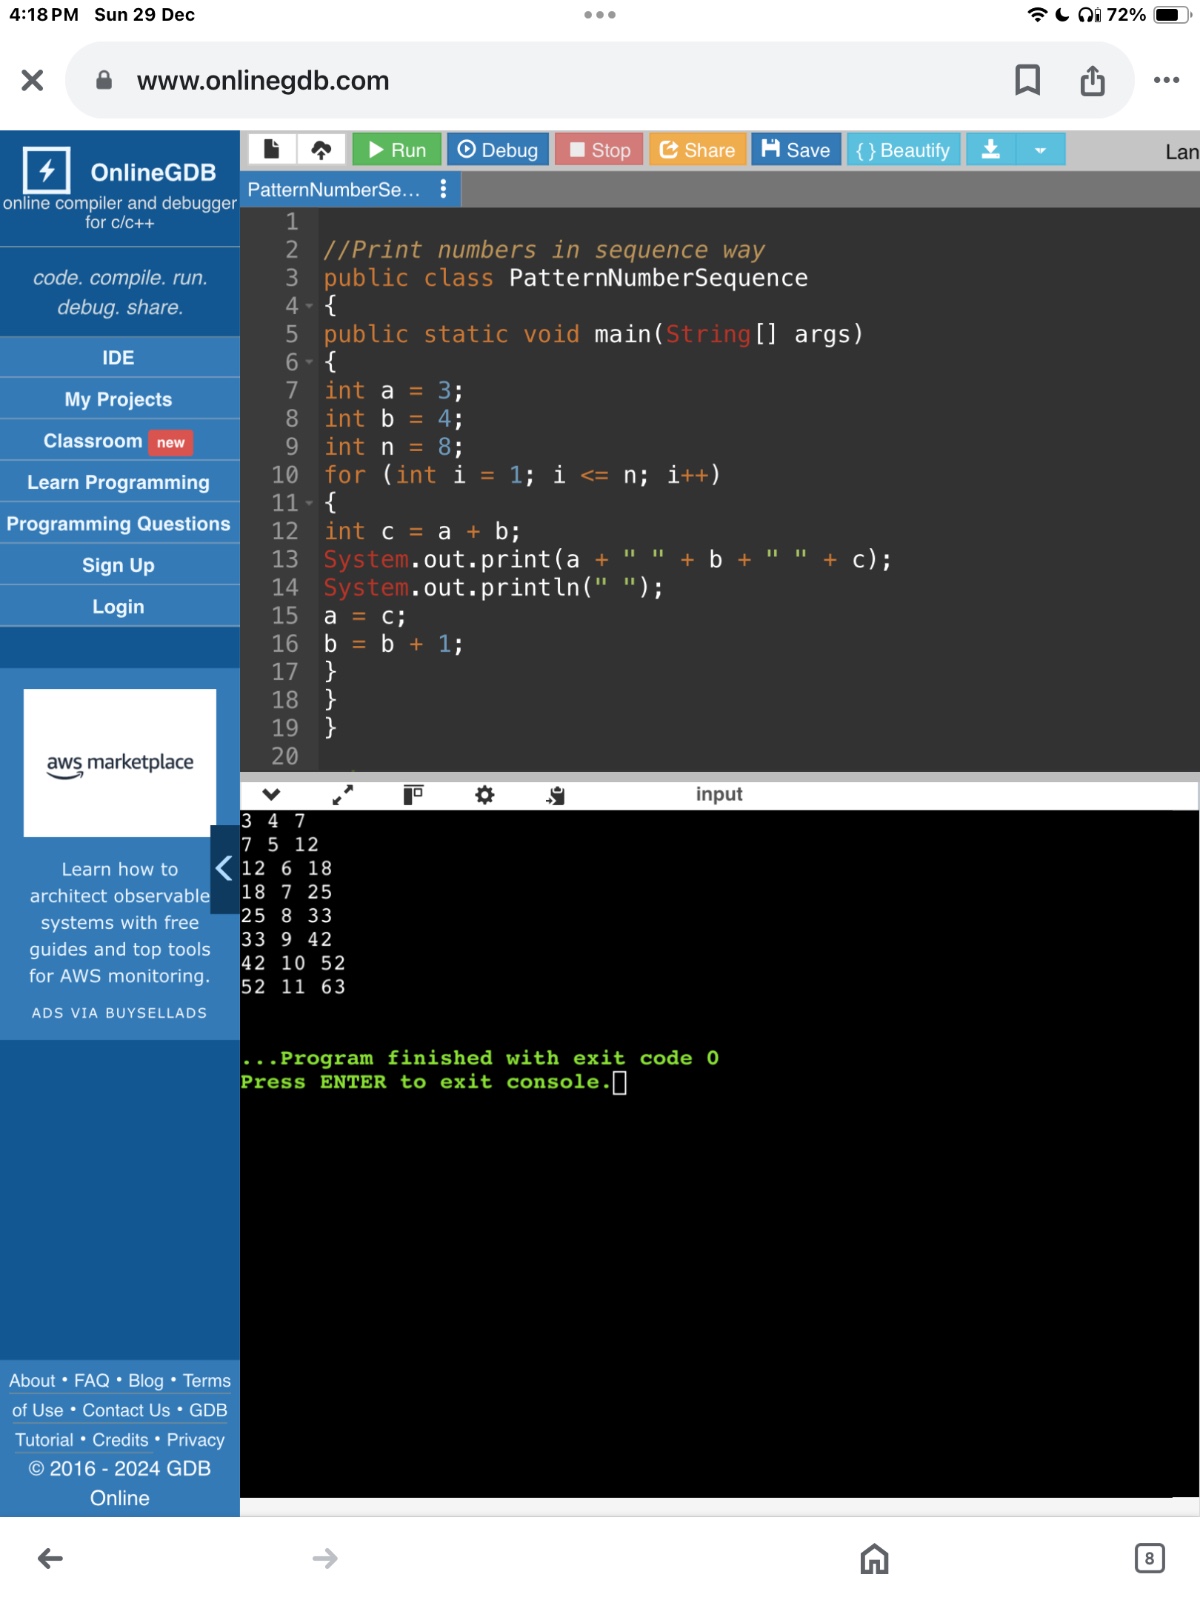 4:18 PM Sun 29 Dec
72%
www.onlinegdb.com
OnlineGDB
online compiler and debugger
for c/c++
code. compile. run.
debug. share.
IDE
My Projects
Classroom new
Learn Programming
Programming Questions
Sign Up
Login
aws marketplace
Learn how to
architect observable
systems with free
guides and top tools
for AWS monitoring.
ADS VIA BUYSELLADS
About • FAQ • Blog • Terms
of Use • Contact Us • GDB
Tutorial • Credits • Privacy
© 2016 - 2024 GDB
Online
Run Debug Stop Share Save { } Beautify Lan
PatternNumberSe...
1
2 //Print numbers in sequence way
3 public class PatternNumberSequence
4 {
5 public static void main(String[] args)
6 {
7 int a = 3;
8 int b = 4;
9 int n = 8;
10 for (int i = 1; i <= n; i++)
11 {
12 int c = a + b;
13 System.out.print(a + " " + b + " " + c);
14 System.out.println(" ");
15 a = c;
16 b = b + 1;
17 }
18 }
19 }
20
input
3 4 7
7 5 12
12 6 18
18 7 25
25 8 33
33 9 42
42 10 52
52 11 63
...Program finished with exit code 0
Press ENTER to exit console.
8